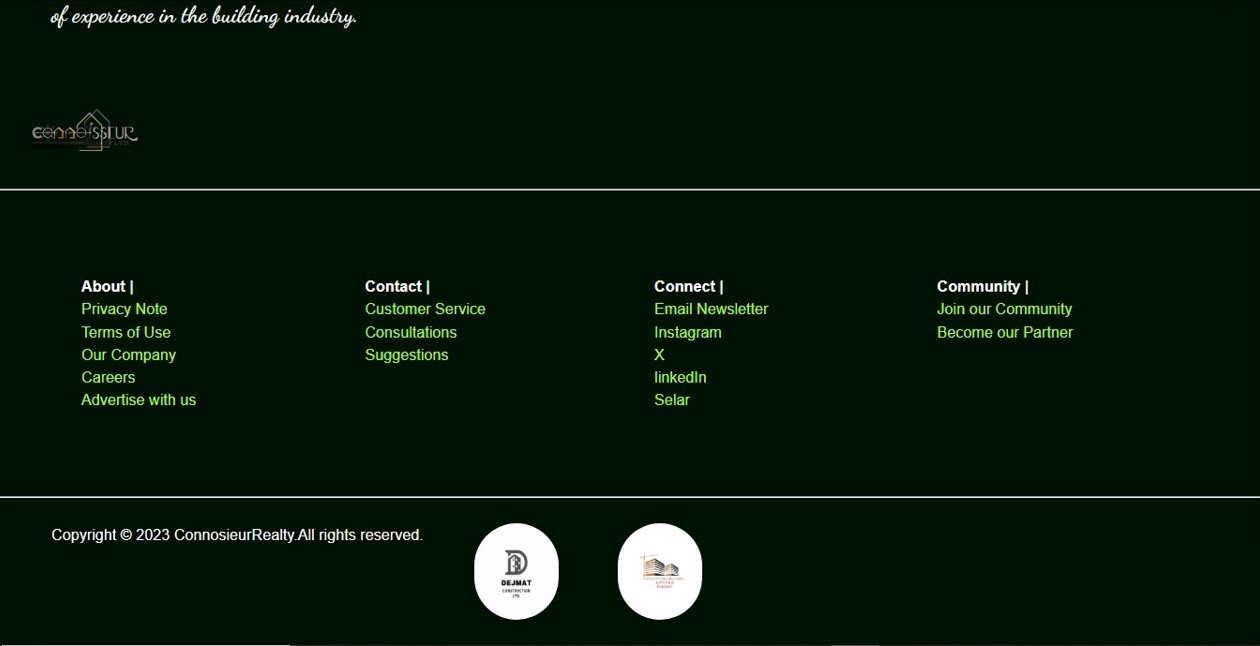 of experience in the building industry.
CONNOISSEUR
About |
Privacy Note
Terms of Use
Our Company
Careers
Advertise with us
Contact |
Customer Service
Consultations
Suggestions
Connect |
Email Newsletter
Instagram
X
linkedIn
Selar
Community |
Join our Community
Become our Partner
Copyright © 2023 ConnosieurRealty.All rights reserved.
DEJMAT
CONSTRUCTION
LTD